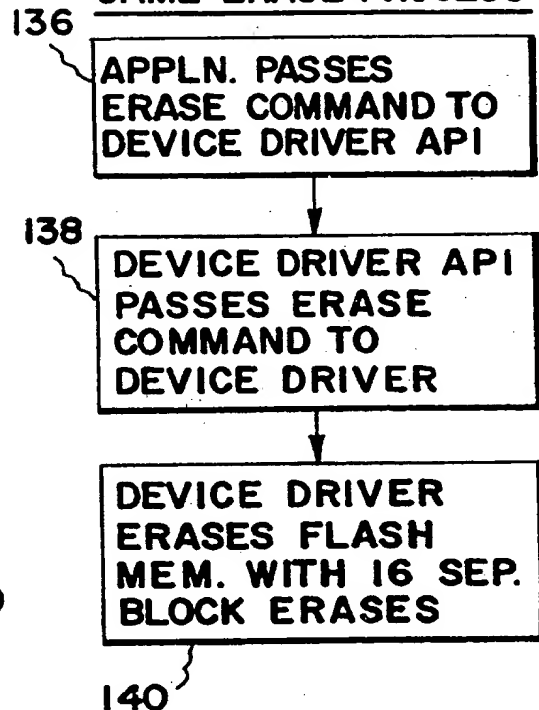 136
APPLN. PASSES
ERASE COMMAND TO
DEVICE DRIVER API
138
DEVICE DRIVER API
PASSES ERASE
COMMAND TO
DEVICE DRIVER
DEVICE DRIVER
ERASES FLASH
MEM. WITH 16 SEP.
BLOCK ERASES
140